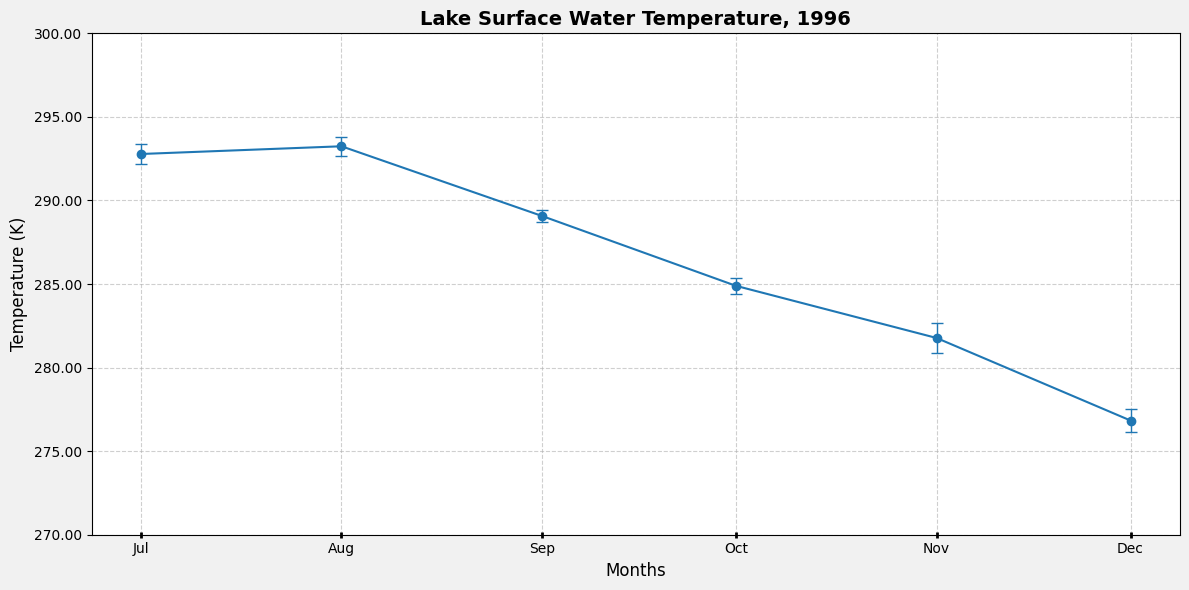 Lake Surface Water Temperature, 1996
300.00
295.00
290.00
285.00
280.00
275.00
270.00
Temperature (K)
Jul Aug Sep Oct Nov Dec
Months